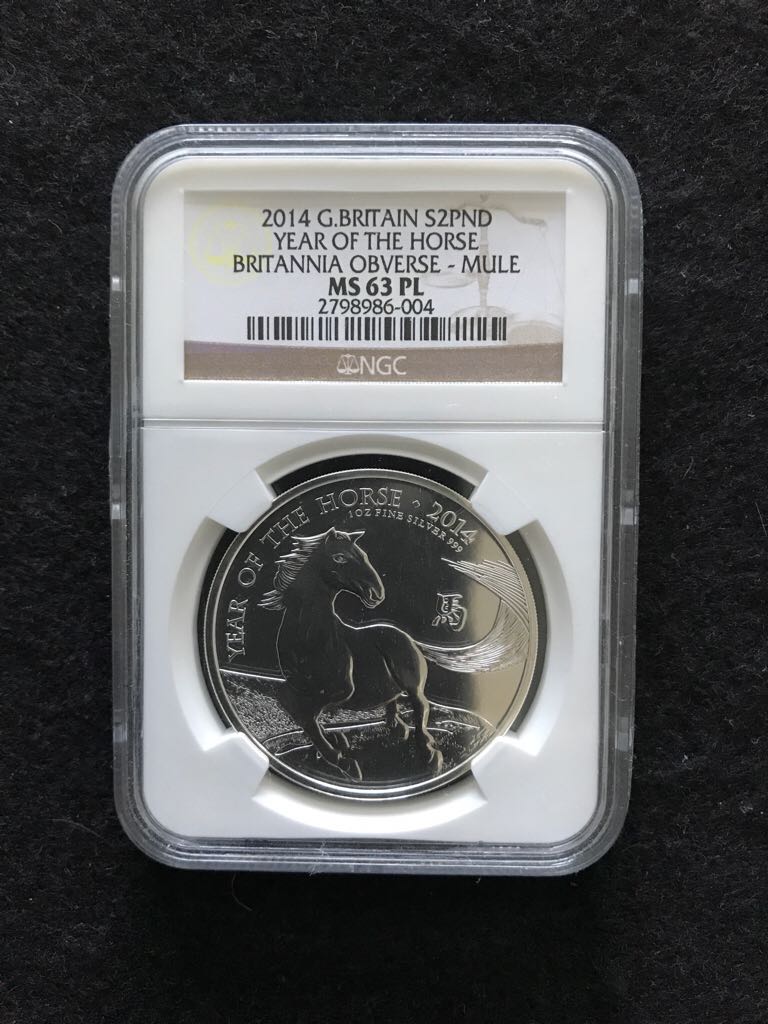 2014 G.BRITAIN S2PND
YEAR OF THE HORSE
BRITANNIA OBVERSE - MULE
MS 63 PL
2798986-004
NGC
YEAR OF THE HORSE ◇ 2014
1OZ FINE SILVER 999
馬